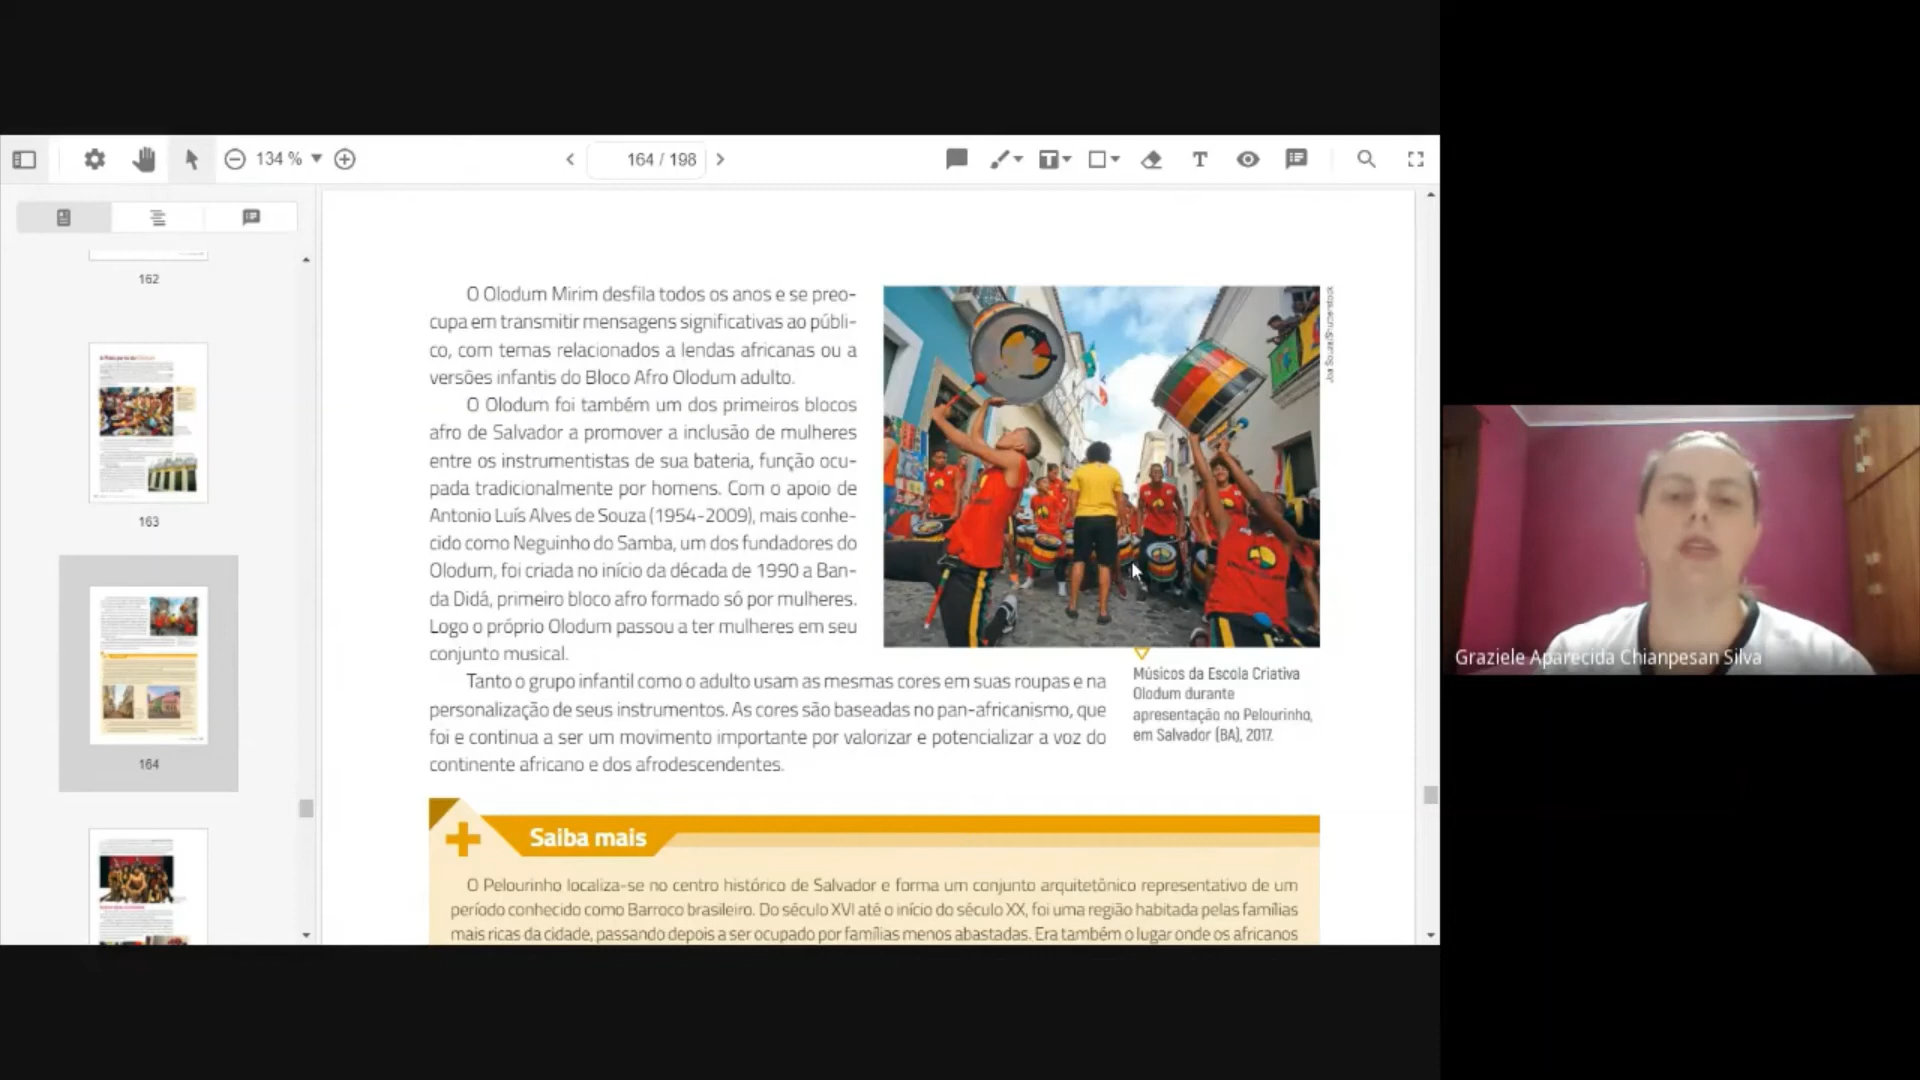 134 %
164 / 198
162
163
164
O Olodum Mirim desfila todos os anos e se preo-
cupa em transmitir mensagens significativas ao públi-
co, com temas relacionados a lendas africanas ou a
versões infantis do Bloco Afro Olodum adulto.
O Olodum foi também um dos primeiros blocos
afro de Salvador a promover a inclusão de mulheres
entre os instrumentistas de sua bateria, função ocu-
pada tradicionalmente por homens. Com o apoio de
Antonio Luís Alves de Souza (1954-2009), mais conhe-
cido como Neguinho do Samba, um dos fundadores do
Olodum, foi criada no início da década de 1990 a Ban-
da Didá, primeiro bloco afro formado só por mulheres.
Logo o próprio Olodum passou a ter mulheres em seu
conjunto musical.
Tanto o grupo infantil como o adulto usam as mesmas cores em suas roupas e na
personalização de seus instrumentos. As cores são baseadas no pan-africanismo, que
foi e continua a ser um movimento importante por valorizar e potencializar a voz do
continente africano e dos afrodescendentes.
Joa Souza/Shutterstock
Músicos da Escola Criativa
Olodum durante
apresentação no Pelourinho,
em Salvador (BA), 2017.
Saiba mais
O Pelourinho localiza-se no centro histórico de Salvador e forma um conjunto arquitetônico representativo de um
período conhecido como Barroco brasileiro. Do século XVI até o início do século XX, foi uma região habitada pelas famílias
mais ricas da cidade, passando depois a ser ocupado por famílias menos abastadas. Era também o lugar onde os africanos
Graziele Aparecida Chianpesan Silva